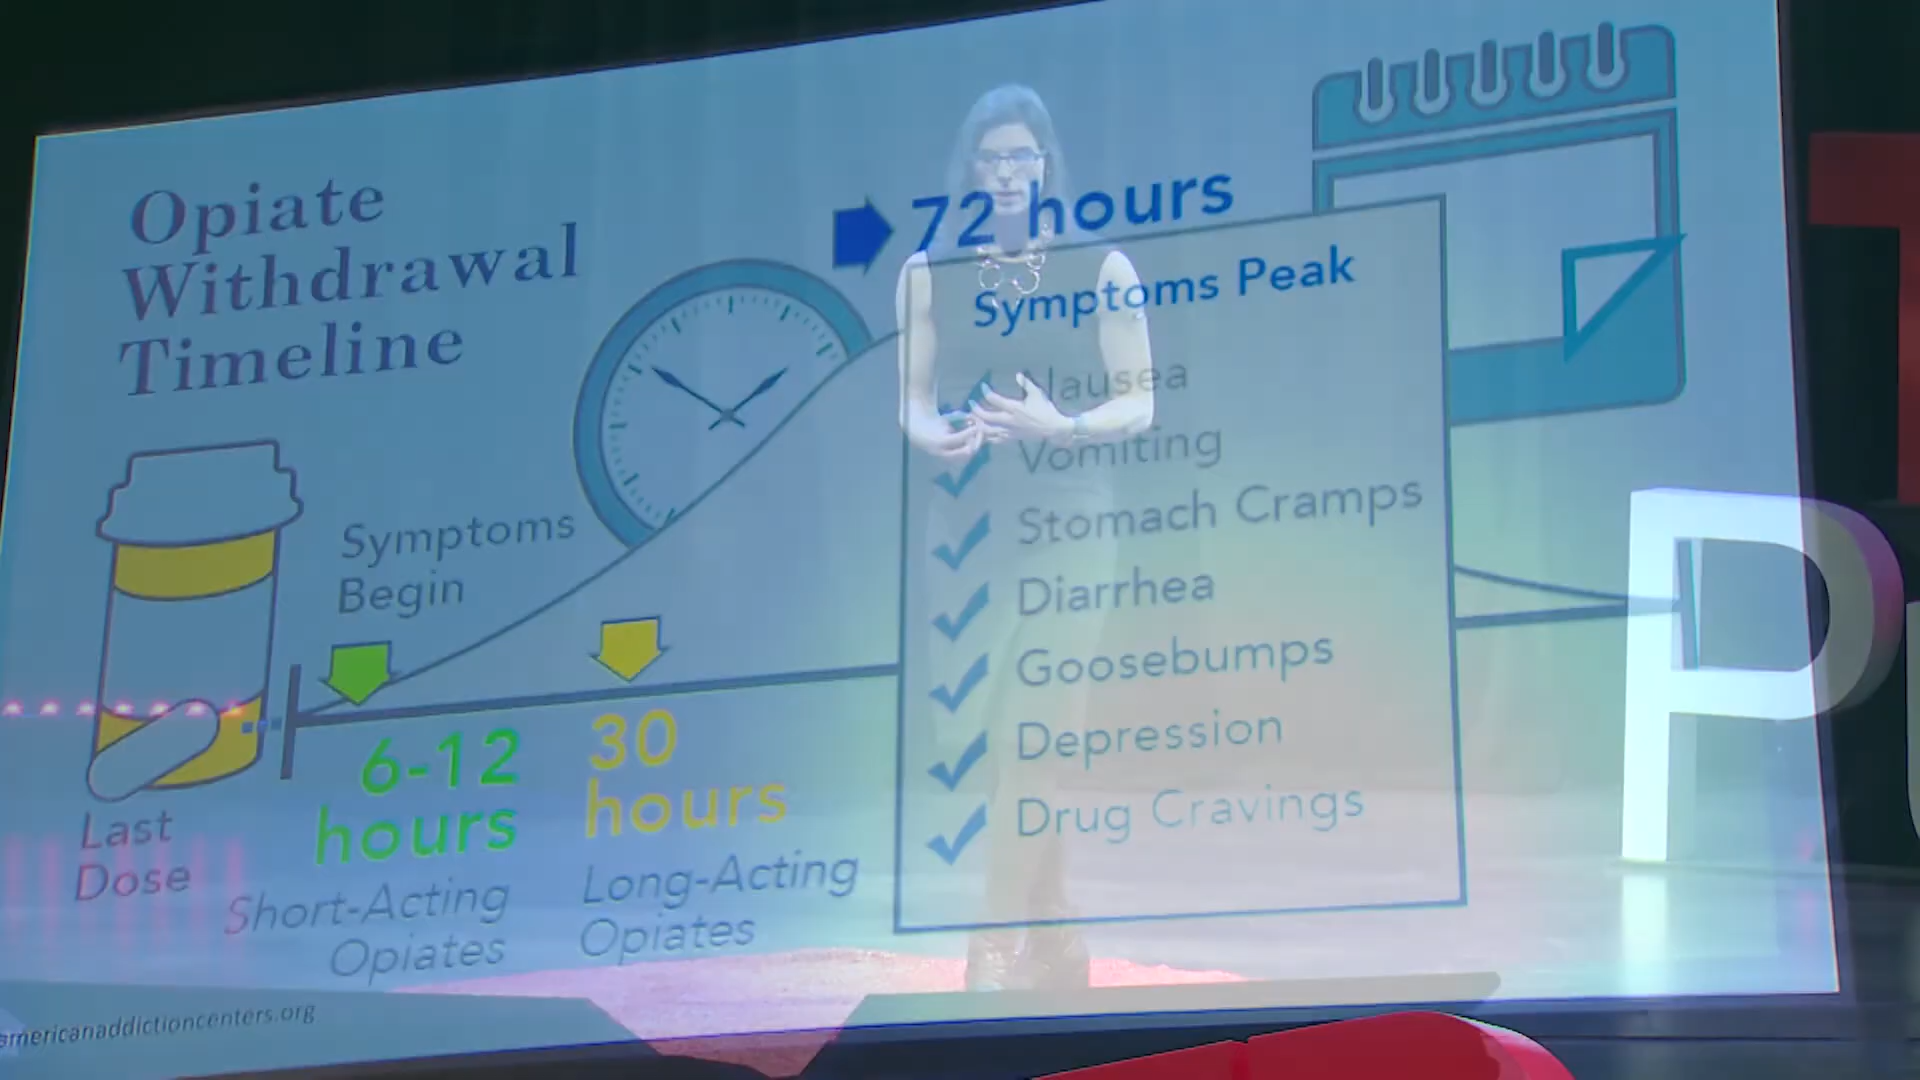 Opiate
Withdrawal
Timeline
72 hours
Symptoms Peak
Nausea
Vomiting
Stomach Cramps
Diarrhea
Goosebumps
Depression
Drug Cravings
Symptoms
Begin
6-12
hours
Short-Acting
Opiates
30
hours
Long-Acting
Opiates
Last
Dose
americanaddictioncenters.org